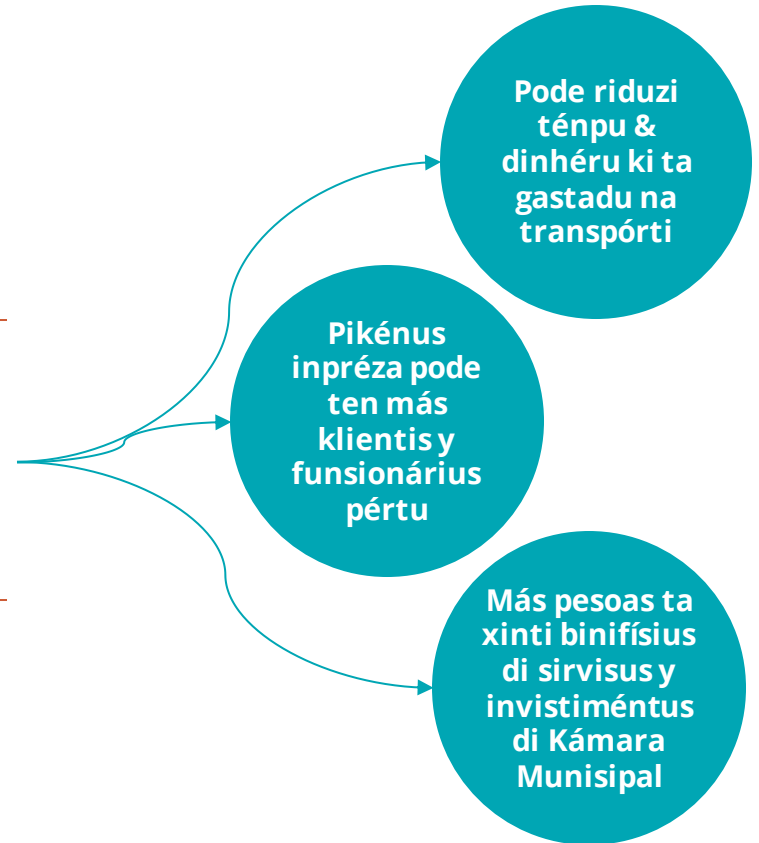 Pode riduzi
ténpu &
dinhéru ki ta
gastadu na
transpórti
Pikénus
inpréza pode
ten más
klientis y
funsionárius
pértu
Más pesoas ta
xinti binifísius
di sirvisus y
invistiméntus
di Kámara
Munisipal